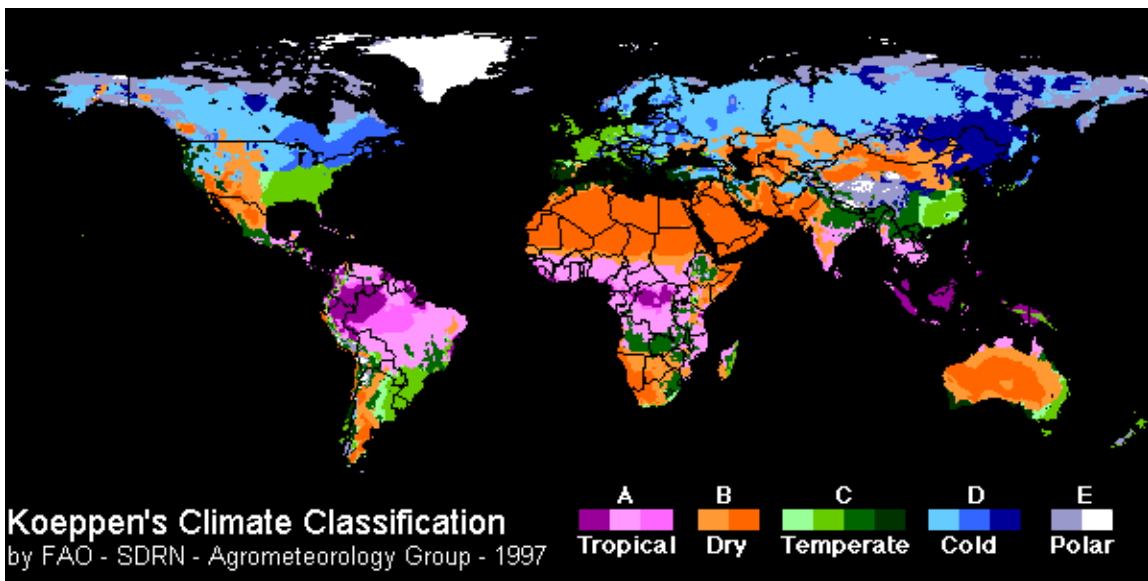 A B C D E
Tropical Dry Temperate Cold Polar
Koeppen's Climate Classification
by FAO - SDRN - Agrometeorology Group - 1997